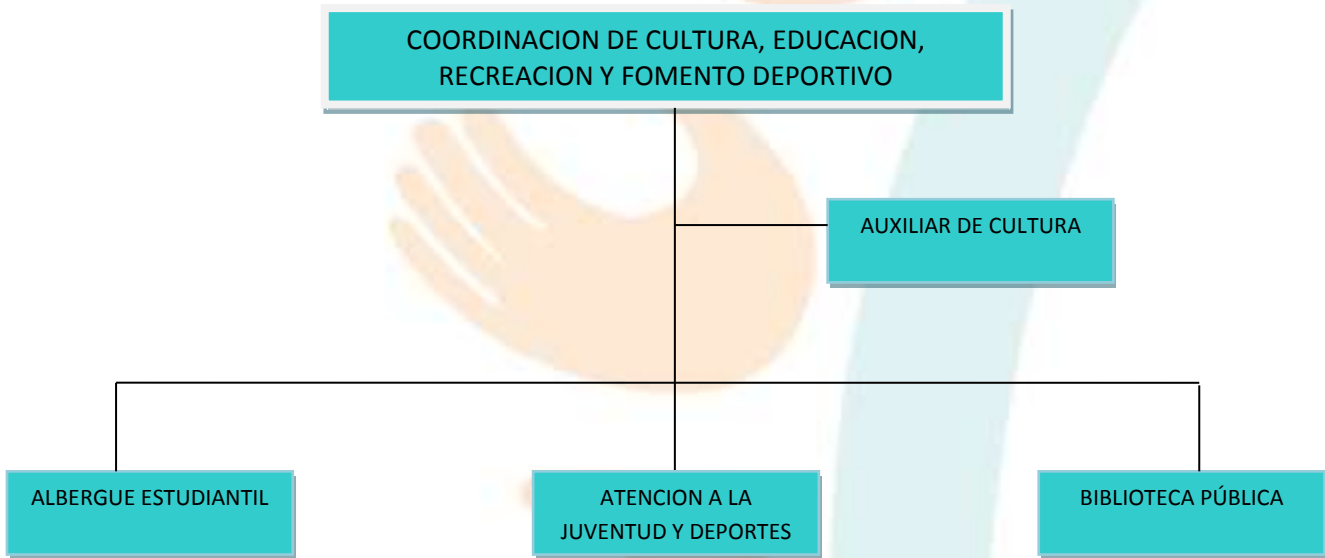 COORDINACION DE CULTURA, EDUCACION,
RECREACION Y FOMENTO DEPORTIVO
AUXILIAR DE CULTURA
ALBERGUE ESTUDIANTIL
ATENCION A LA
JUVENTUD Y DEPORTES
BIBLIOTECA PÚBLICA